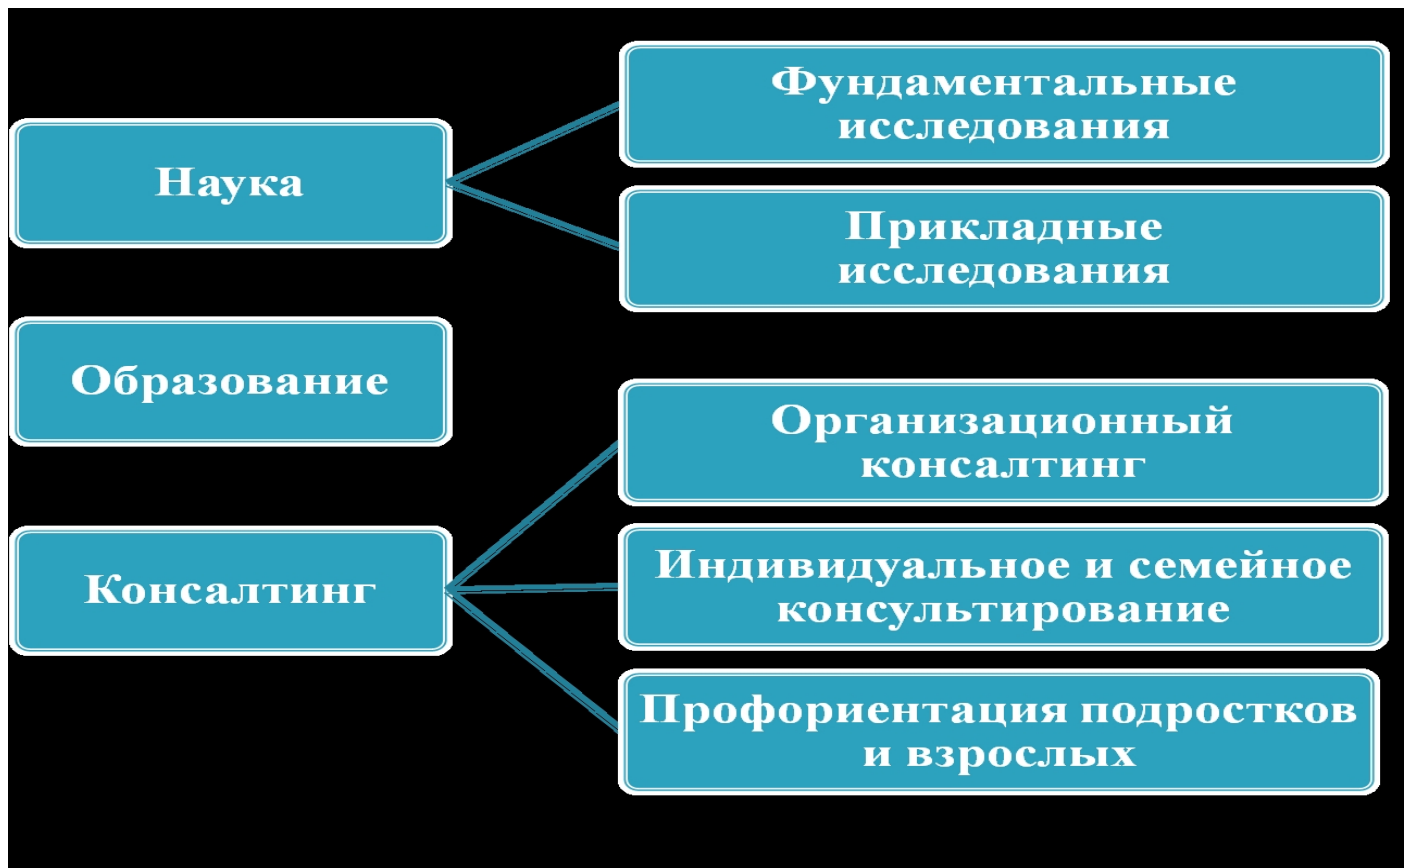 Наука
Фундаментальные
исследования
Прикладные
исследования
Образование
Консалтинг
Организационный
консалтинг
Индивидуальное и семейное
консультирование
Профориентация подростков
и взрослых